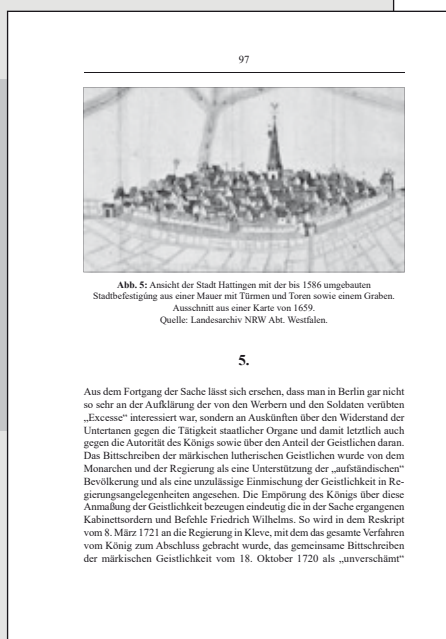 97
Abb. 5: Ansicht der Stadt Hattingen mit der bis 1586 umgebauten
Stadtbefestigung aus einer Mauer mit Türmen und Toren sowie einem Graben.
Ausschnitt aus einer Karte von 1659.
Quelle: Landesarchiv NRW Abt. Westfalen.
5.
Aus dem Fortgang der Sache lässt sich ersehen, dass man in Berlin gar nicht
so sehr an der Aufklärung der von den Werbern und den Soldaten verübten
„Excesse“ interessiert war, sondern an Auskünften über den Widerstand der
Untertanen gegen die Tätigkeit staatlicher Organe und damit letztlich auch
gegen die Autorität des Königs sowie über den Anteil der Geistlichen daran.
Das Bittschreiben der märkischen lutherischen Geistlichen wurde von dem
Monarchen und der Regierung als eine Unterstützung der „aufständischen“
Bevölkerung und als eine unzulässige Einmischung der Geistlichkeit in Re-
gierungsangelegenheiten angesehen. Die Empörung des Königs über diese
Anmaßung der Geistlichkeit bezeugen eindeutig die in der Sache ergangenen
Kabinettsordern und Befehle Friedrich Wilhelms. So wird in dem Reskript
vom 8. März 1721 an die Regierung in Kleve, mit dem das gesamte Verfahren
vom König zum Abschluss gebracht wurde, das gemeinsame Bittschreiben
der märkischen Geistlichkeit vom 18. Oktober 1720 als „unverschämt“